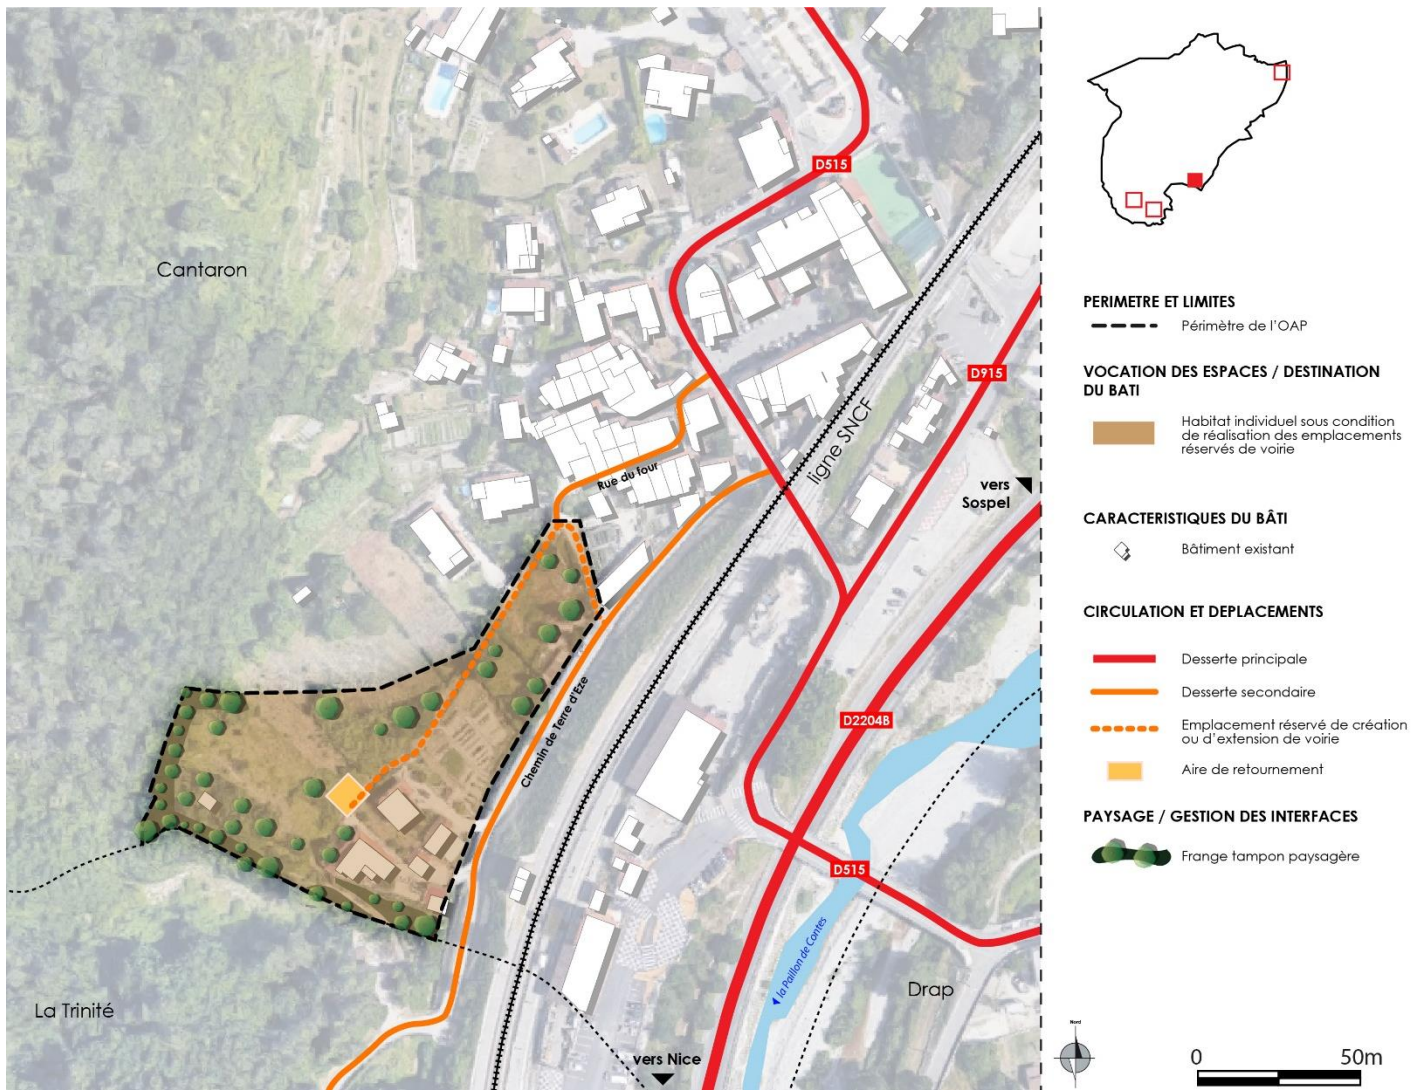 Cantaron
D515
D915
ligne SNCF
Rue du four
vers
Sospel
Chemin de Terre d'Eze
D2204B
D515
la Paillon de Contes
Drap
La Trinité
vers Nice
PERIMETRE ET LIMITES
Périmètre de l'OAP
VOCATION DES ESPACES / DESTINATION
DU BATI
Habitat individuel sous condition
de réalisation des emplacements
réservés de voirie
CARACTERISTIQUES DU BÂTI
Bâtiment existant
CIRCULATION ET DEPLACEMENTS
Desserte principale
Desserte secondaire
Emplacement réservé de création
ou d'extension de voirie
Aire de retournement
PAYSAGE / GESTION DES INTERFACES
Frange tampon paysagère
Nord
0 50m